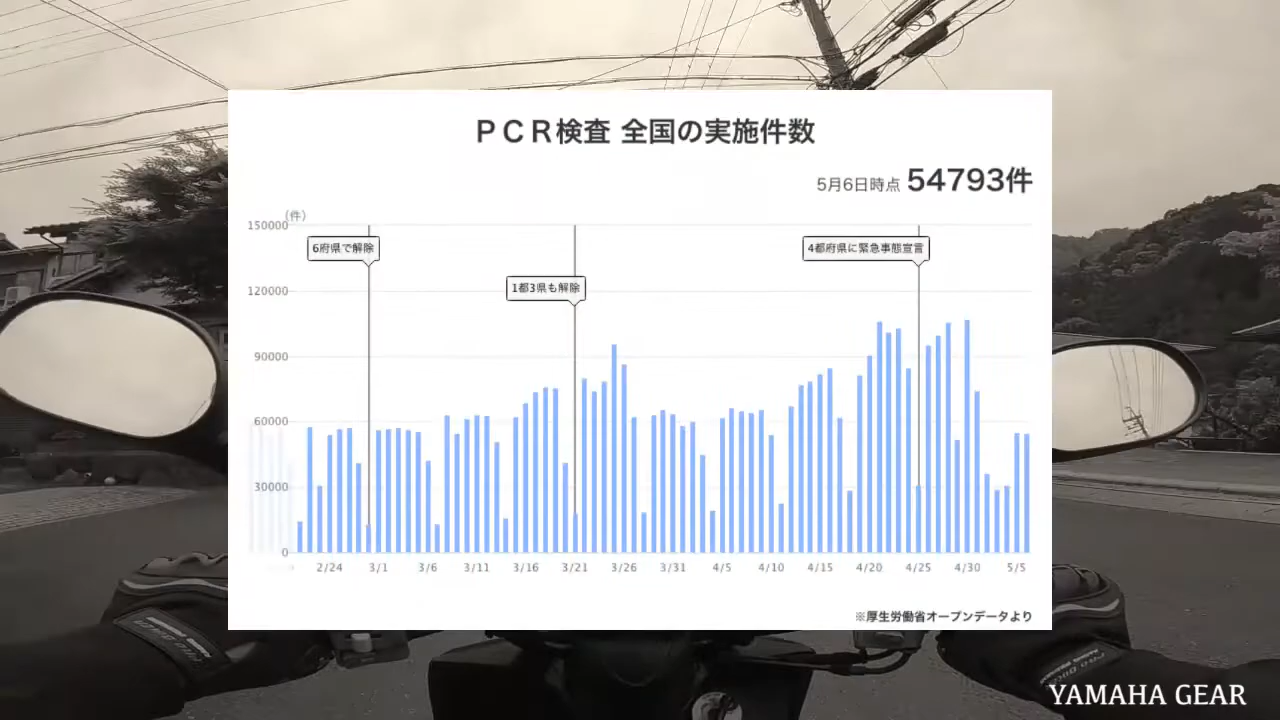 PCR検査 全国の実施件数
5月6日時点 54793件
(件)
150000
120000
90000
60000
30000
0
6府県で解除
1都3県も解除
4都府県に緊急事態宣言
2/24 3/1 3/6 3/11 3/16 3/21 3/26 3/31 4/5 4/10 4/15 4/20 4/25 4/30 5/5
※厚生労働省オープンデータより
YAMAHA GEAR